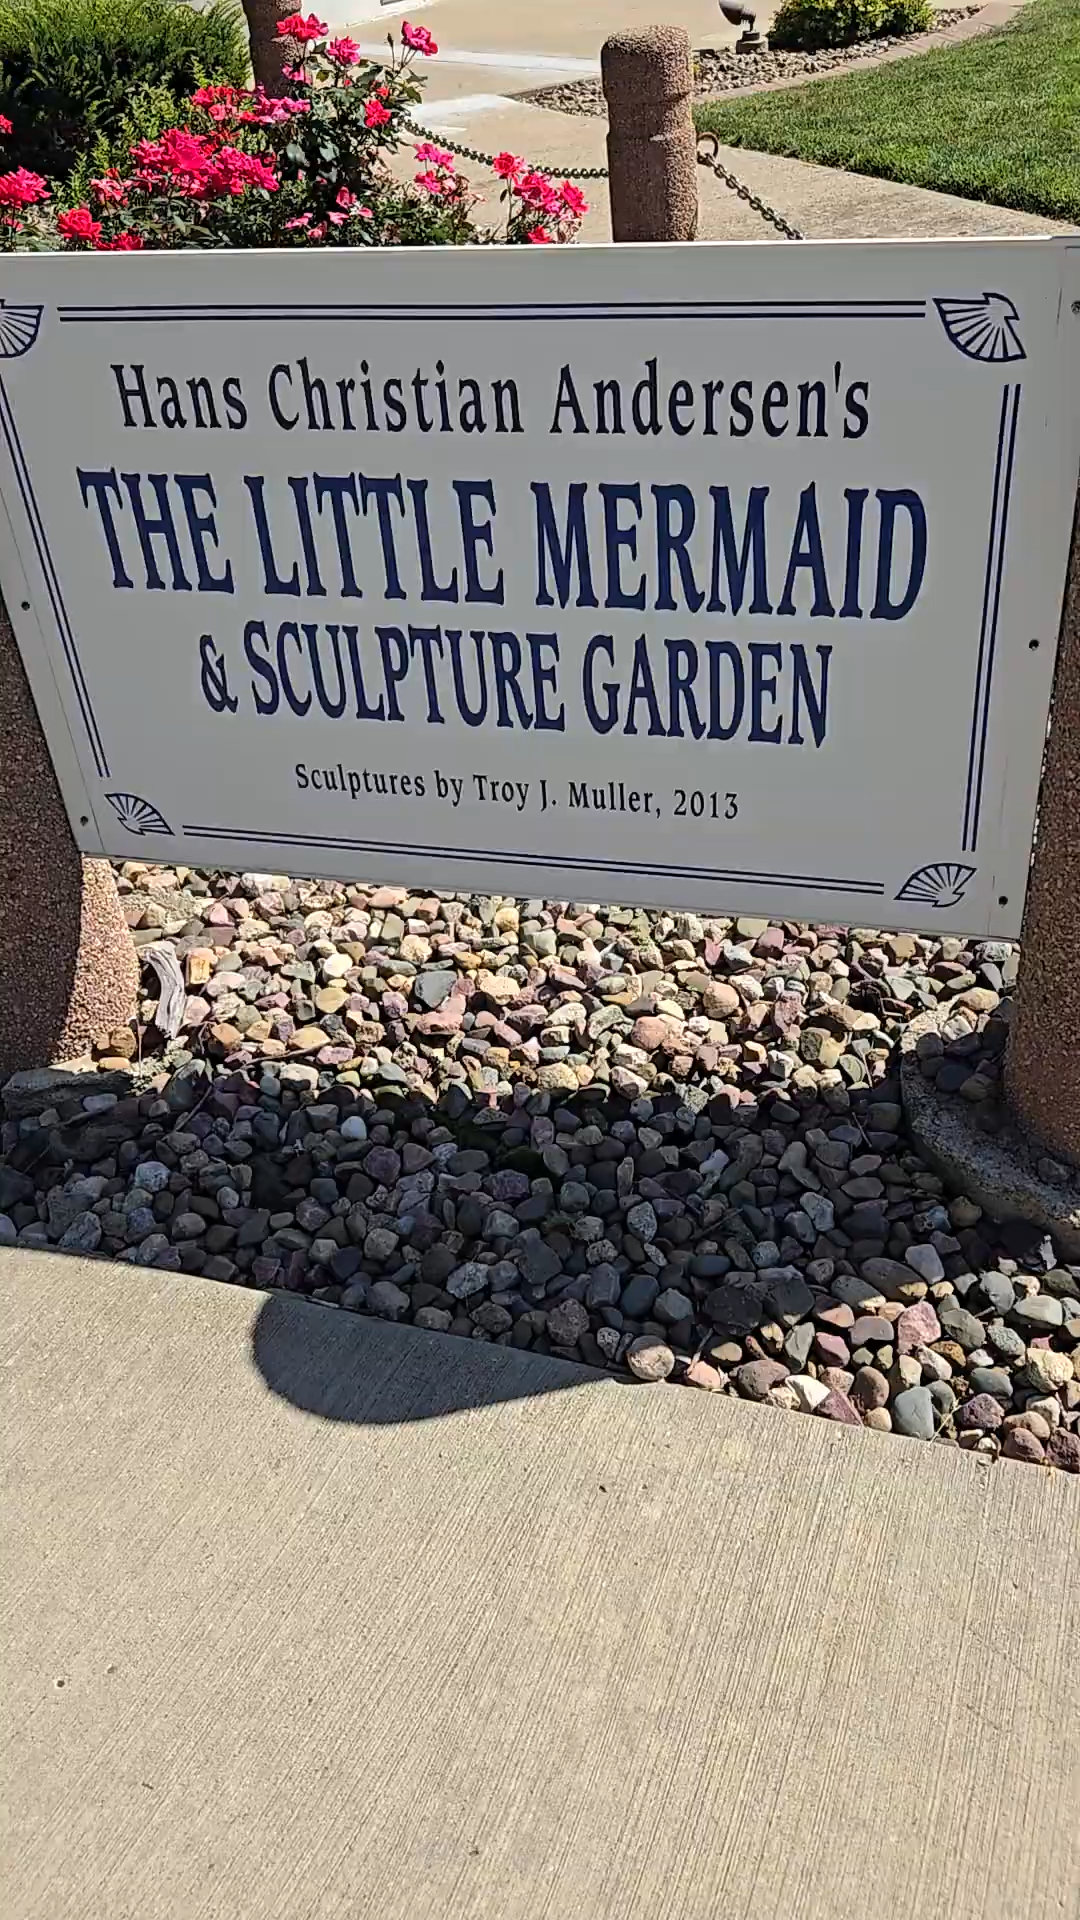 Hans Christian Andersen's
THE LITTLE MERMAID
& SCULPTURE GARDEN
Sculptures by Troy J. Muller, 2013